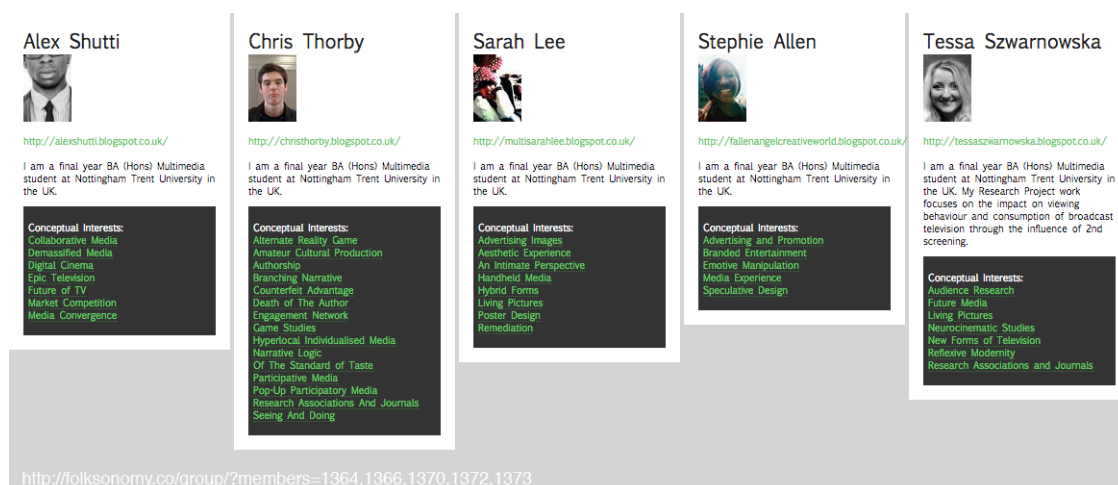 Alex Shutti
http://alexshutti.blogspot.co.uk/
I am a final year BA (Hons) Multimedia
student at Nottingham Trent University in
the UK.
Conceptual Interests:
Collaborative Media
Demassified Media
Digital Cinema
Epic Television
Future of TV
Market Competition
Media Convergence
Chris Thorby
http://christhorby.blogspot.co.uk/
I am a final year BA (Hons) Multimedia
student at Nottingham Trent University in
the UK.
Conceptual Interests:
Alternate Reality Game
Amateur Cultural Production
Authorship
Branching Narrative
Counterfeit Advantage
Death of The Author
Engagement Network
Game Studies
Hyperlocal Individualised Media
Narrative Logic
Of The Standard of Taste
Participative Media
Pop-Up Participatory Media
Research Associations And Journals
Seeing And Doing
Sarah Lee
http://multisarahlee.blogspot.co.uk/
I am a final year BA (Hons) Multimedia
student at Nottingham Trent University in
the UK.
Conceptual Interests:
Advertising Images
Aesthetic Experience
An Intimate Perspective
Handheld Media
Hybrid Forms
Living Pictures
Poster Design
Remediation
Stephie Allen
http://fallenangelcreativeworld.blogspot.co.uk/
I am a final year BA (Hons) Multimedia
student at Nottingham Trent University in
the UK.
Conceptual Interests:
Advertising and Promotion
Branded Entertainment
Emotive Manipulation
Media Experience
Speculative Design
Tessa Szwarnowska
http://tessaszwarnowska.blogspot.co.uk/
I am a final year BA (Hons) Multimedia
student at Nottingham Trent University in
the UK. My Research Project work
focuses on the impact on viewing
behaviour and consumption of broadcast
television through the influence of 2nd
screening.
Conceptual Interests:
Audience Research
Future Media
Living Pictures
Neurocinematic Studies
New Forms of Television
Reflexive Modernity
Research Associations and Journals
http://folksonomy.co/group/?members=1364,1366,1370,1372,1373